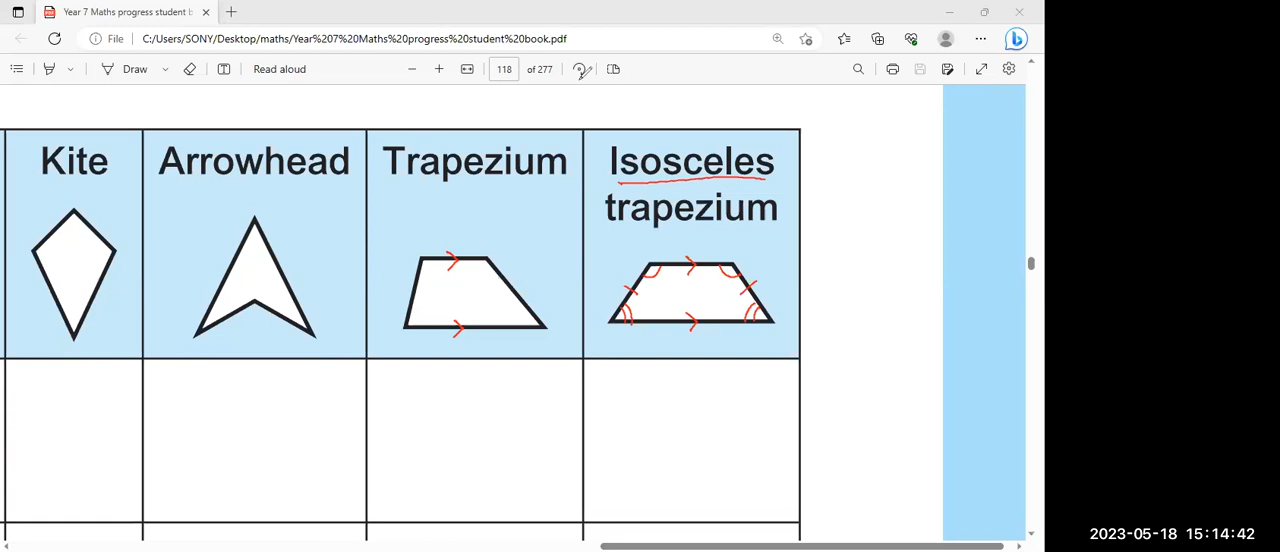 Year 7 Maths progress student b
File
C:/Users/SONY/Desktop/maths/Year%207%20Maths%20progress%20student%20book.pdf
Draw
Read aloud
118
of 277
Kite
Arrowhead
Trapezium
Isosceles
trapezium
2023-05-18 15:14:42